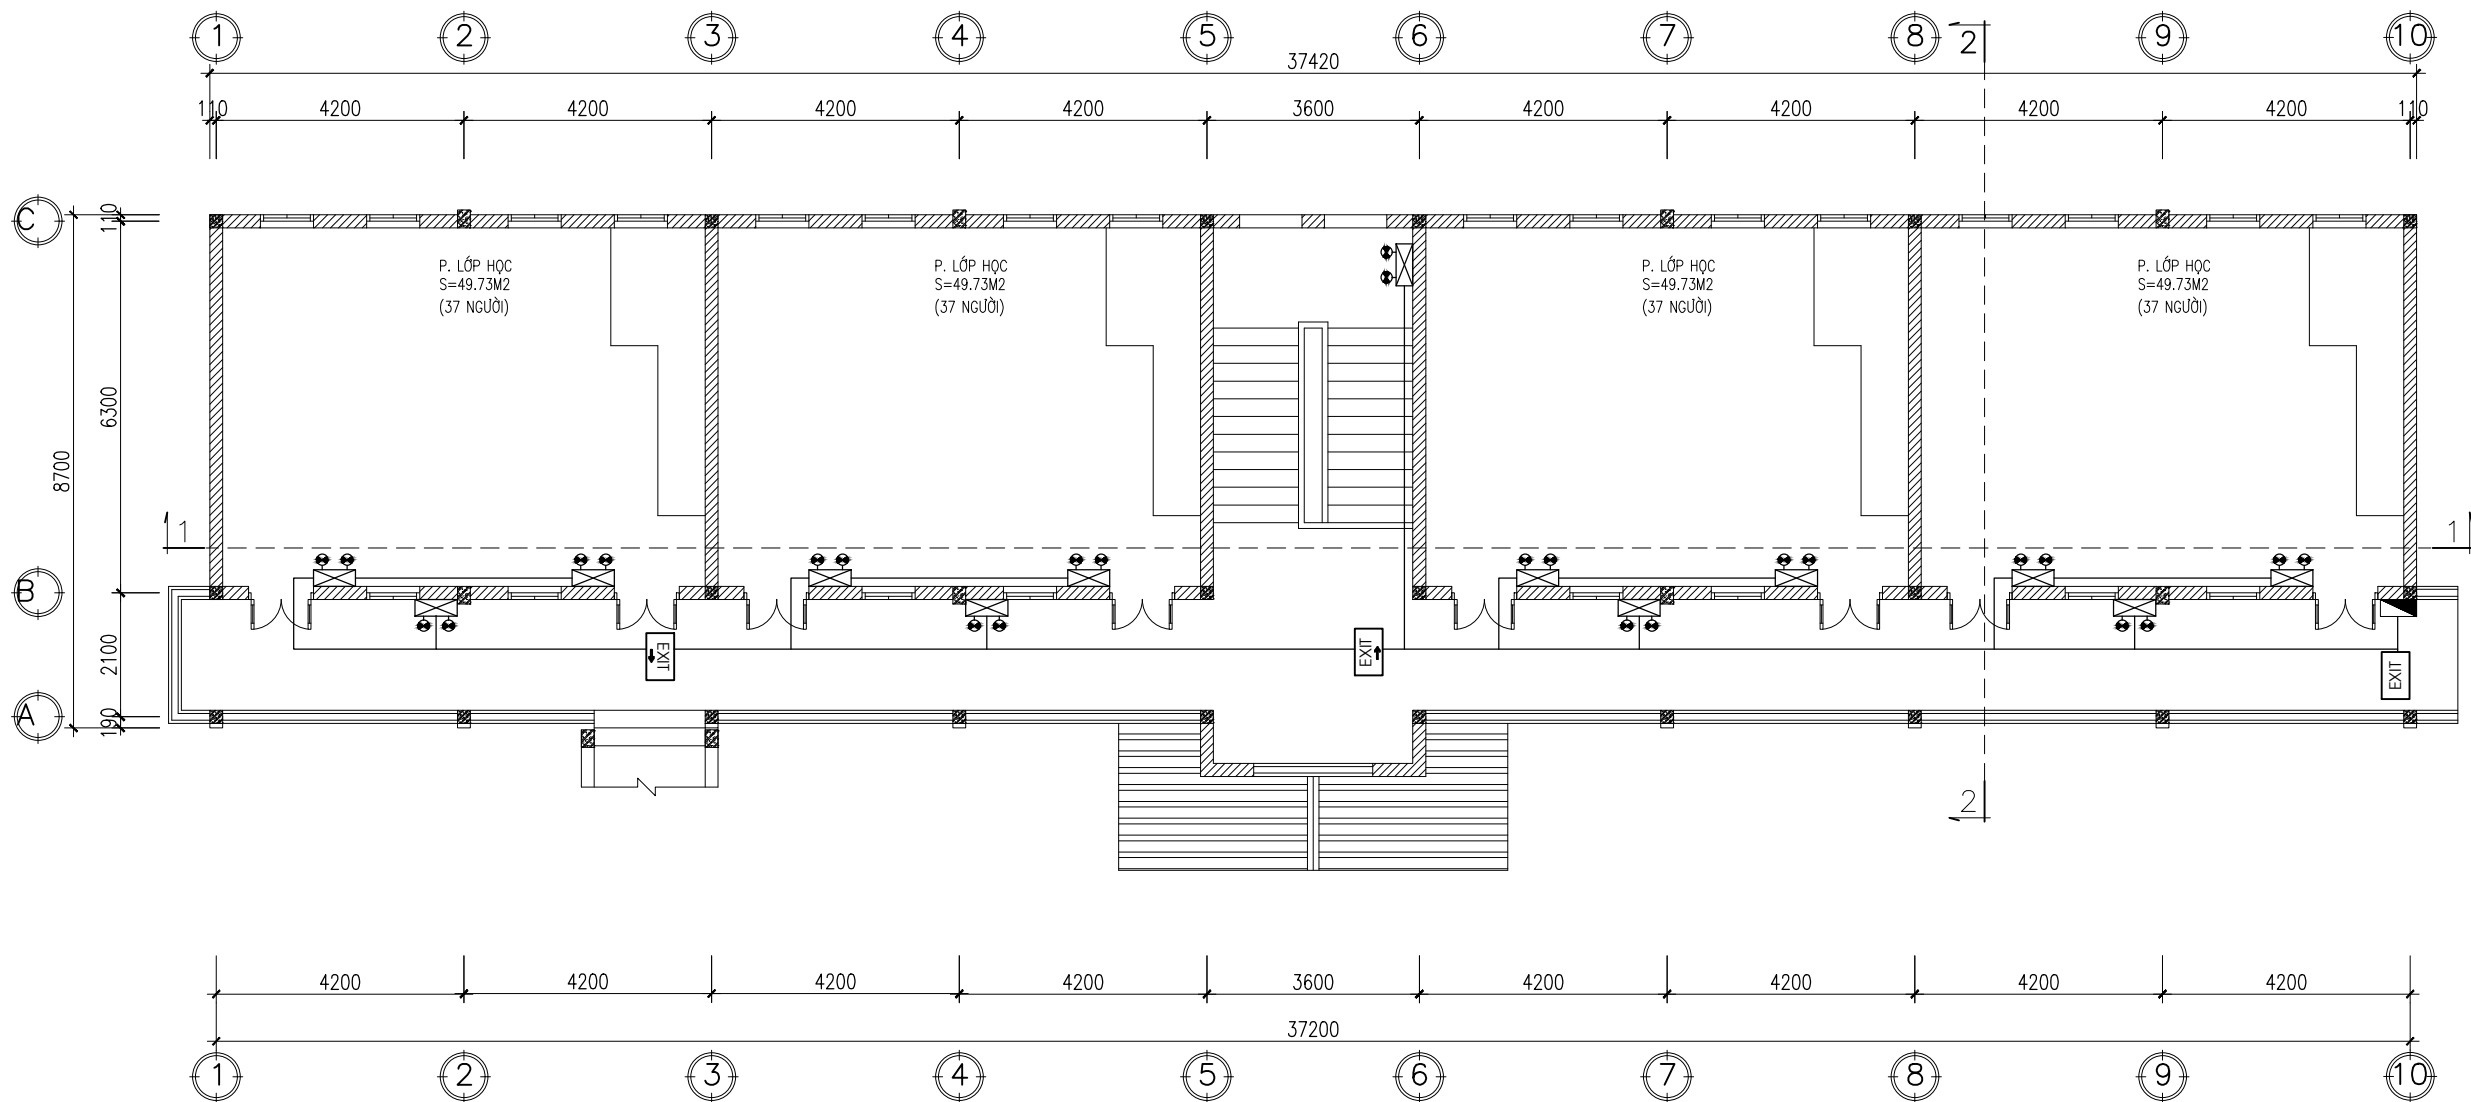 1 2 3 4 5 6 7 8 2 9 10
37420
110 4200 4200 4200 4200 3600 4200 4200 4200 4200 110
C
110
P. LỚP HỌC
S=49.73M2
(37 NGƯỜI)
P. LỚP HỌC
S=49.73M2
(37 NGƯỜI)
P. LỚP HỌC
S=49.73M2
(37 NGƯỜI)
P. LỚP HỌC
S=49.73M2
(37 NGƯỜI)
6300
8700
1
1
B
2100
EXIT
EXIT
EXIT
A
190
2
4200 4200 4200 4200 3600 4200 4200 4200 4200
37200
1 2 3 4 5 6 7 8 9 10